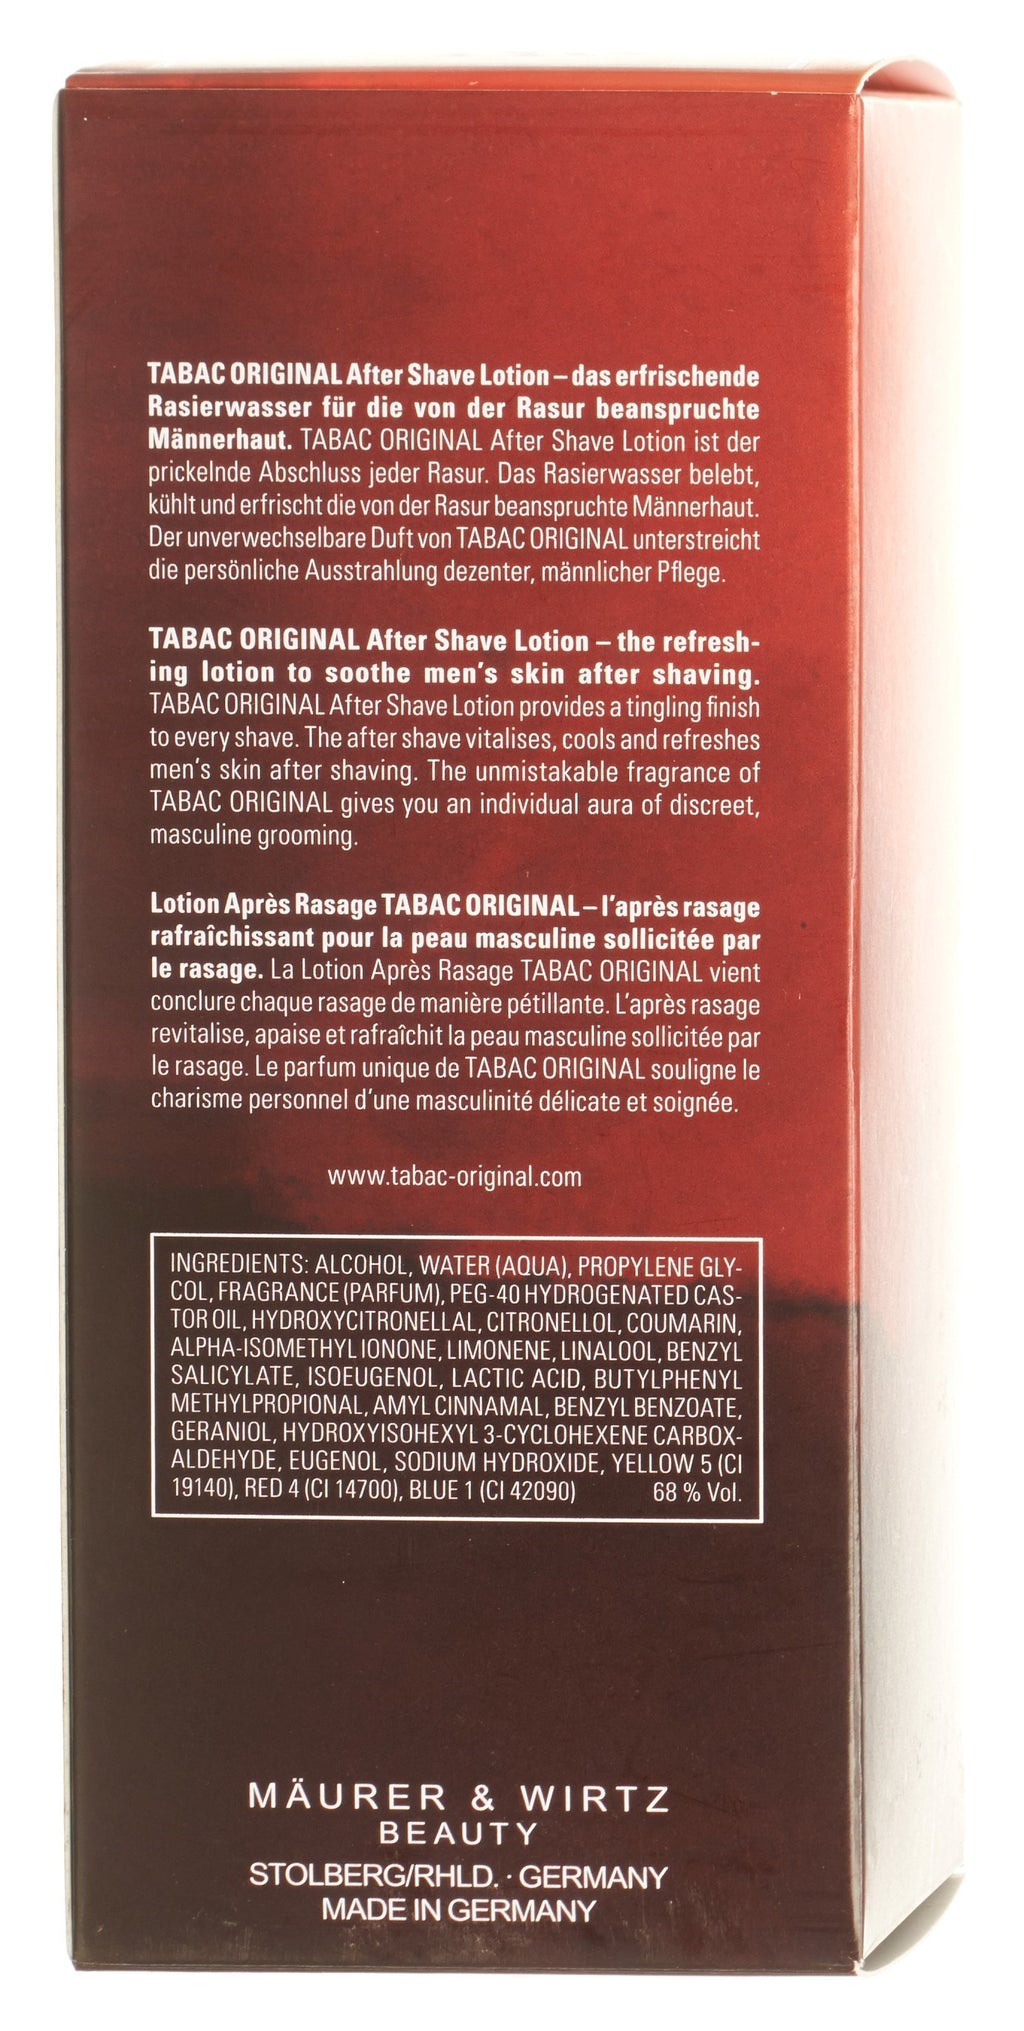 TABAC ORIGINAL After Shave Lotion – das erfrischende
Rasierwasser für die von der Rasur beanspruchte
Männerhaut. TABAC ORIGINAL After Shave Lotion ist der
prickelnde Abschluss jeder Rasur. Das Rasierwasser belebt,
kühlt und erfrischt die von der Rasur beanspruchte Männerhaut.
Der unverwechselbare Duft von TABAC ORIGINAL unterstreicht
die persönliche Ausstrahlung dezenter, männlicher Pflege.
TABAC ORIGINAL After Shave Lotion – the refresh-
ing lotion to soothe men's skin after shaving.
TABAC ORIGINAL After Shave Lotion provides a tingling finish
to every shave. The after shave vitalises, cools and refreshes
men's skin after shaving. The unmistakable fragrance of
TABAC ORIGINAL gives you an individual aura of discreet,
masculine grooming.
Lotion Après Rasage TABAC ORIGINAL – l'après rasage
rafraîchissant pour la peau masculine sollicitée par
le rasage. La Lotion Après Rasage TABAC ORIGINAL vient
conclure chaque rasage de manière pétillante. L'après rasage
revitalise, apaise et rafraîchit la peau masculine sollicitée par
le rasage. Le parfum unique de TABAC ORIGINAL souligne le
charisme personnel d'une masculinité délicate et soignée.
www.tabac-original.com
INGREDIENTS: ALCOHOL, WATER (AQUA), PROPYLENE GLY-
COL, FRAGRANCE (PARFUM), PEG-40 HYDROGENATED CAS-
TOR OIL, HYDROXYCITRONELLAL, CITRONELLOL, COUMARIN,
ALPHA-ISOMETHYL IONONE, LIMONENE, LINALOOL, BENZYL
SALICYLATE, ISOEUGENOL, LACTIC ACID, BUTYLPHENYL
METHYLPROPIONAL, AMYL CINNAMAL, BENZYL BENZOATE,
GERANIOL, HYDROXYISOHEXYL 3-CYCLOHEXENE CARBOX-
ALDEHYDE, EUGENOL, SODIUM HYDROXIDE, YELLOW 5 (CI
19140), RED 4 (CI 14700), BLUE 1 (CI 42090) 68 % Vol.
MÄURER & WIRTZ
BEAUTY
STOLBERG/RHLD. · GERMANY
MADE IN GERMANY